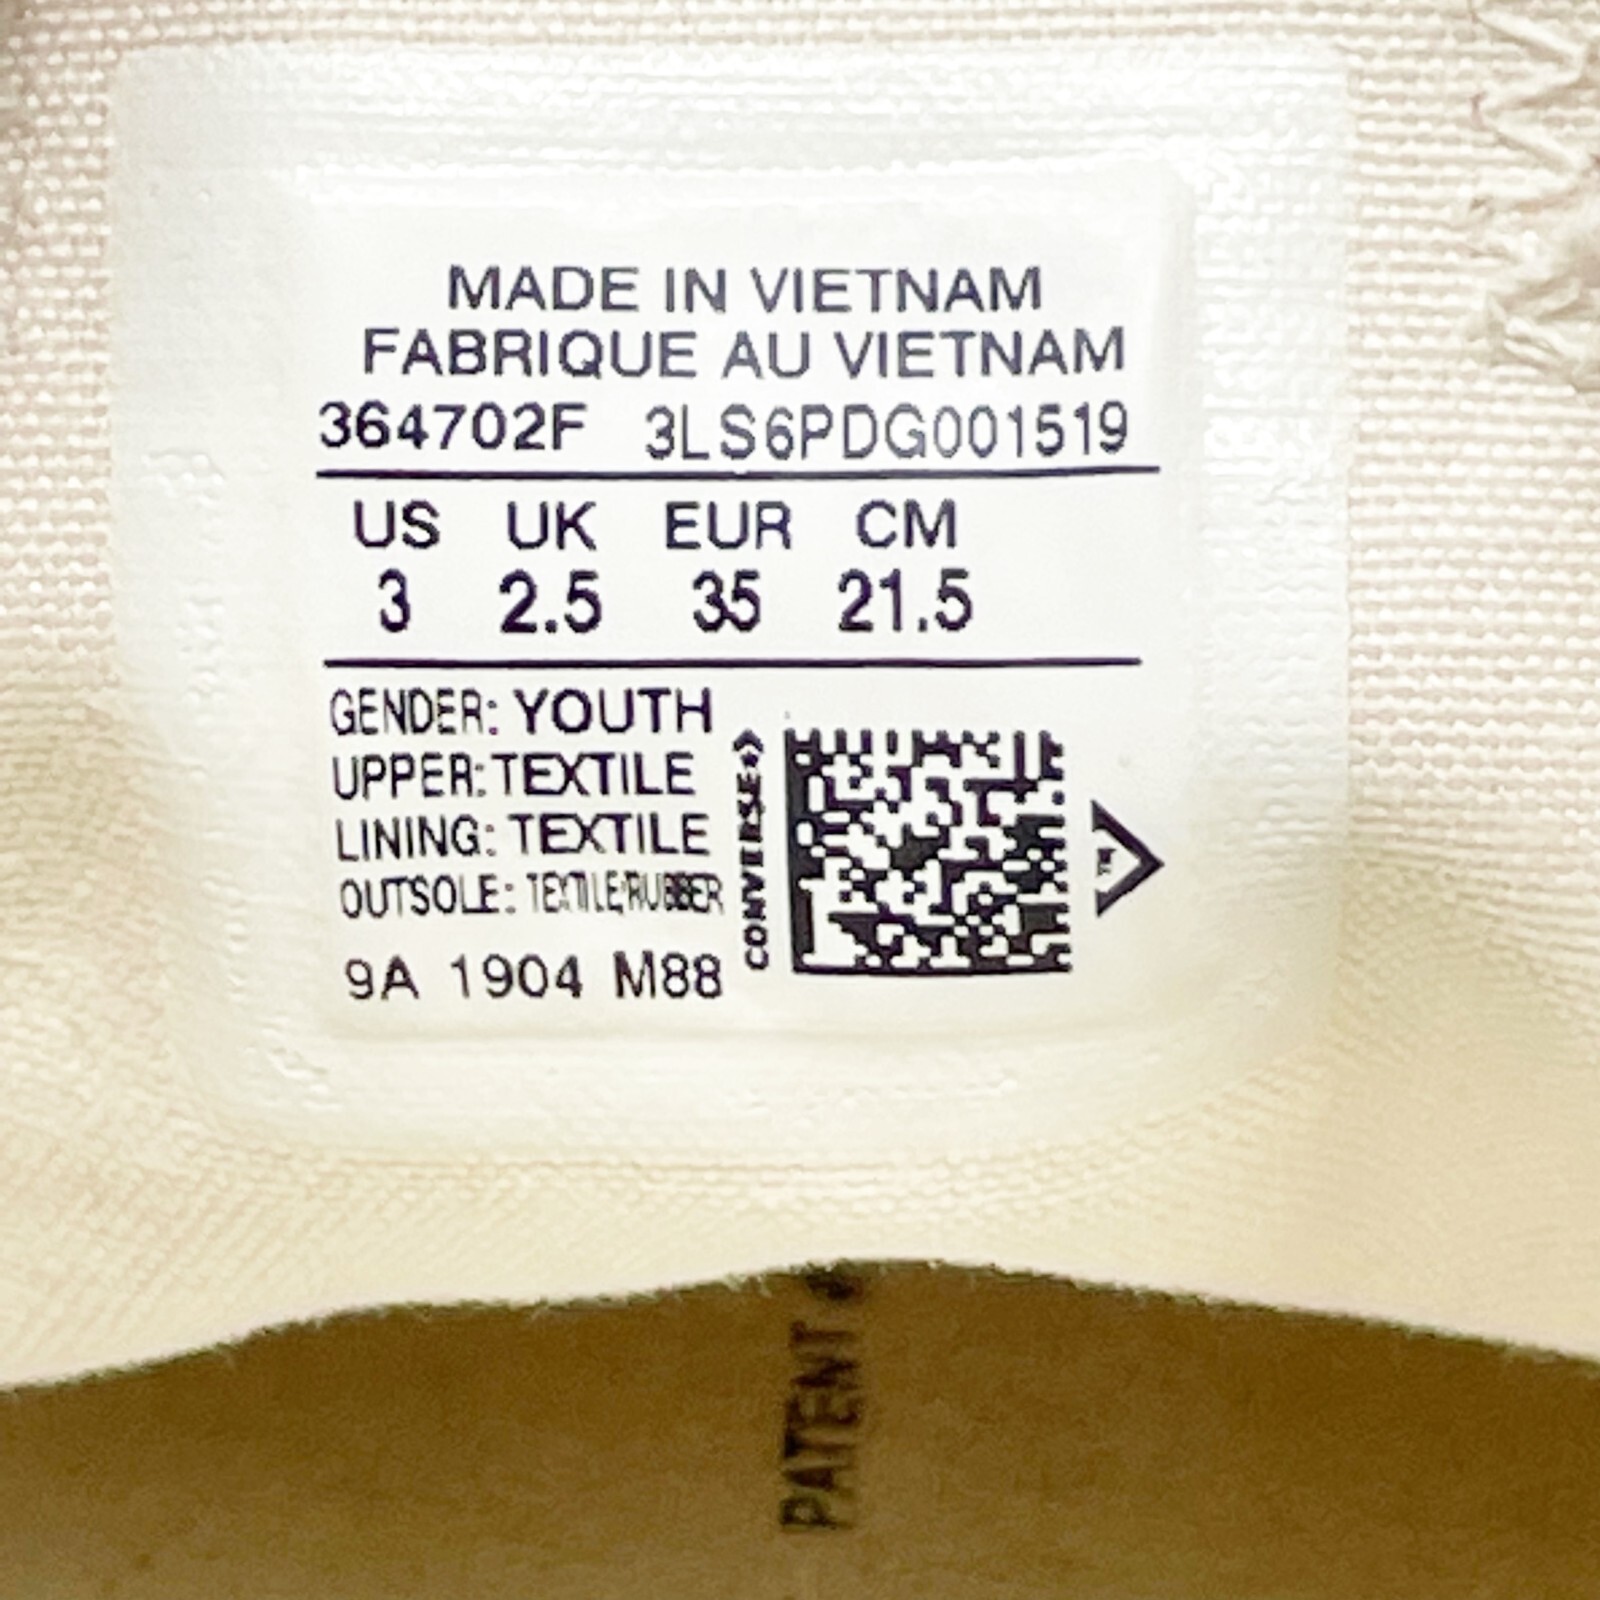 MADE IN VIETNAM
FABRIQUE AU VIETNAM
364702F 3LS6PDG001519
US UK EUR CM
3 2.5 35 21.5
GENDER: YOUTH
UPPER: TEXTILE
LINING: TEXTILE
OUTSOLE: TEXTILE/RUBBER
9A 1904 M88
CONVERSE
TM
PATENT